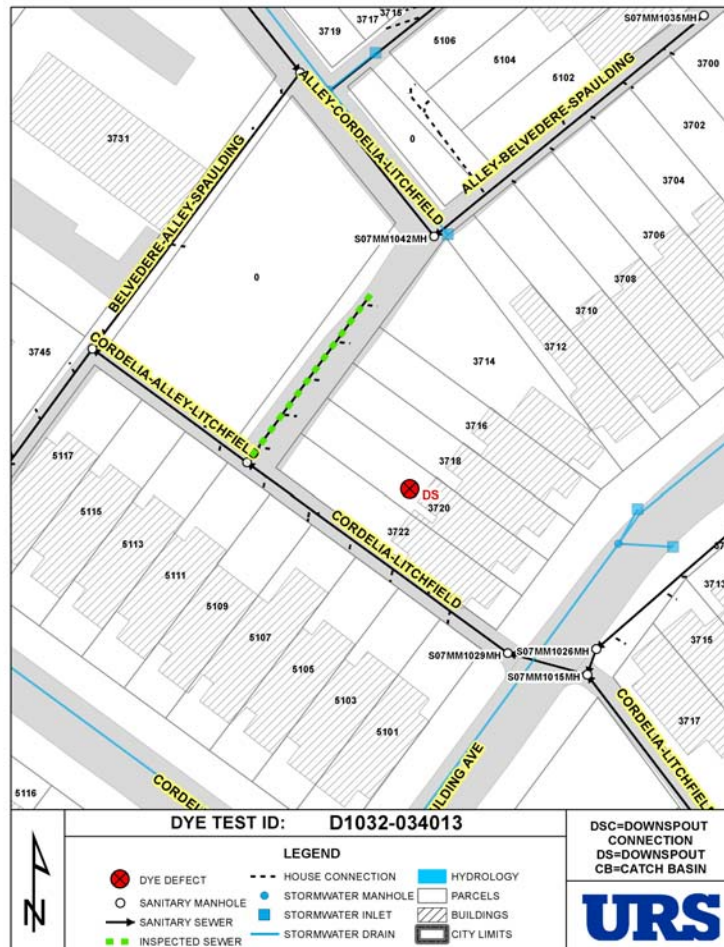 S07MM1035MH
3715
3717
3719
5106
3700
5104
5102
3702
3731
0
ALLEY-CORDELIA-LITCHFIELD
ALLEY-BELVEDERE-SPAULDING
3704
BELVEDERE-ALLEY-SPAULDING
S07MM1042MH
3706
3708
0
3710
3712
3745
CORDELIA-ALLEY-LITCHFIELD
3714
3716
5117
3718
DS
3720
5115
3722
5113
CORDELIA-LITCHFIELD
5111
5109
3713
5107
3715
S07MM1029MH
S07MM1026MH
5105
S07MM1015MH
5103
3717
5101
CORDELIA-LITCHFIELD
5116
DYE TEST ID: D1032-034013
LEGEND
DYE DEFECT
SANITARY MANHOLE
SANITARY SEWER
INSPECTED SEWER
HOUSE CONNECTION
STORMWATER MANHOLE
STORMWATER INLET
STORMWATER DRAIN
HYDROLOGY
PARCELS
BUILDINGS
CITY LIMITS
DSC=DOWNSPOUT
CONNECTION
DS=DOWNSPOUT
CB=CATCH BASIN
N
URS